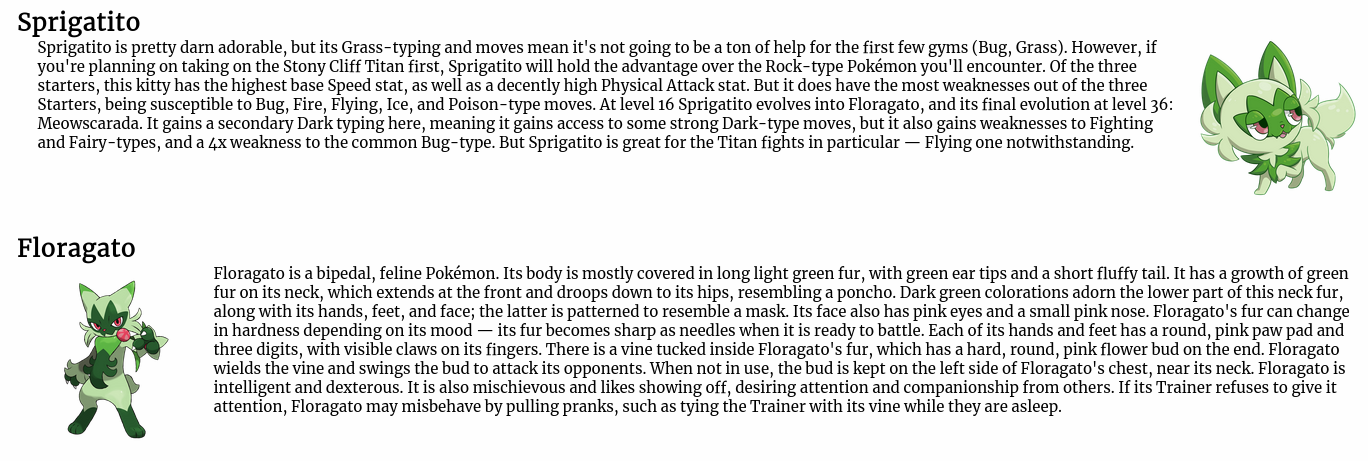 Sprigatito
Sprigatito is pretty darn adorable, but its Grass-typing and moves mean it's not going to be a ton of help for the first few gyms (Bug, Grass). However, if
you're planning on taking on the Stony Cliff Titan first, Sprigatito will hold the advantage over the Rock-type Pokémon you'll encounter. Of the three
starters, this kitty has the highest base Speed stat, as well as a decently high Physical Attack stat. But it does have the most weaknesses out of the three
Starters, being susceptible to Bug, Fire, Flying, Ice, and Poison-type moves. At level 16 Sprigatito evolves into Floragato, and its final evolution at level 36:
Meowscarada. It gains a secondary Dark typing here, meaning it gains access to some strong Dark-type moves, but it also gains weaknesses to Fighting
and Fairy-types, and a 4x weakness to the common Bug-type. But Sprigatito is great for the Titan fights in particular — Flying one notwithstanding.
Floragato
Floragato is a bipedal, feline Pokémon. Its body is mostly covered in long light green fur, with green ear tips and a short fluffy tail. It has a growth of green
fur on its neck, which extends at the front and droops down to its hips, resembling a poncho. Dark green colorations adorn the lower part of this neck fur,
along with its hands, feet, and face; the latter is patterned to resemble a mask. Its face also has pink eyes and a small pink nose. Floragato's fur can change
in hardness depending on its mood — its fur becomes sharp as needles when it is ready to battle. Each of its hands and feet has a round, pink paw pad and
three digits, with visible claws on its fingers. There is a vine tucked inside Floragato's fur, which has a hard, round, pink flower bud on the end. Floragato
wields the vine and swings the bud to attack its opponents. When not in use, the bud is kept on the left side of Floragato's chest, near its neck. Floragato is
intelligent and dexterous. It is also mischievous and likes showing off, desiring attention and companionship from others. If its Trainer refuses to give it
attention, Floragato may misbehave by pulling pranks, such as tying the Trainer with its vine while they are asleep.